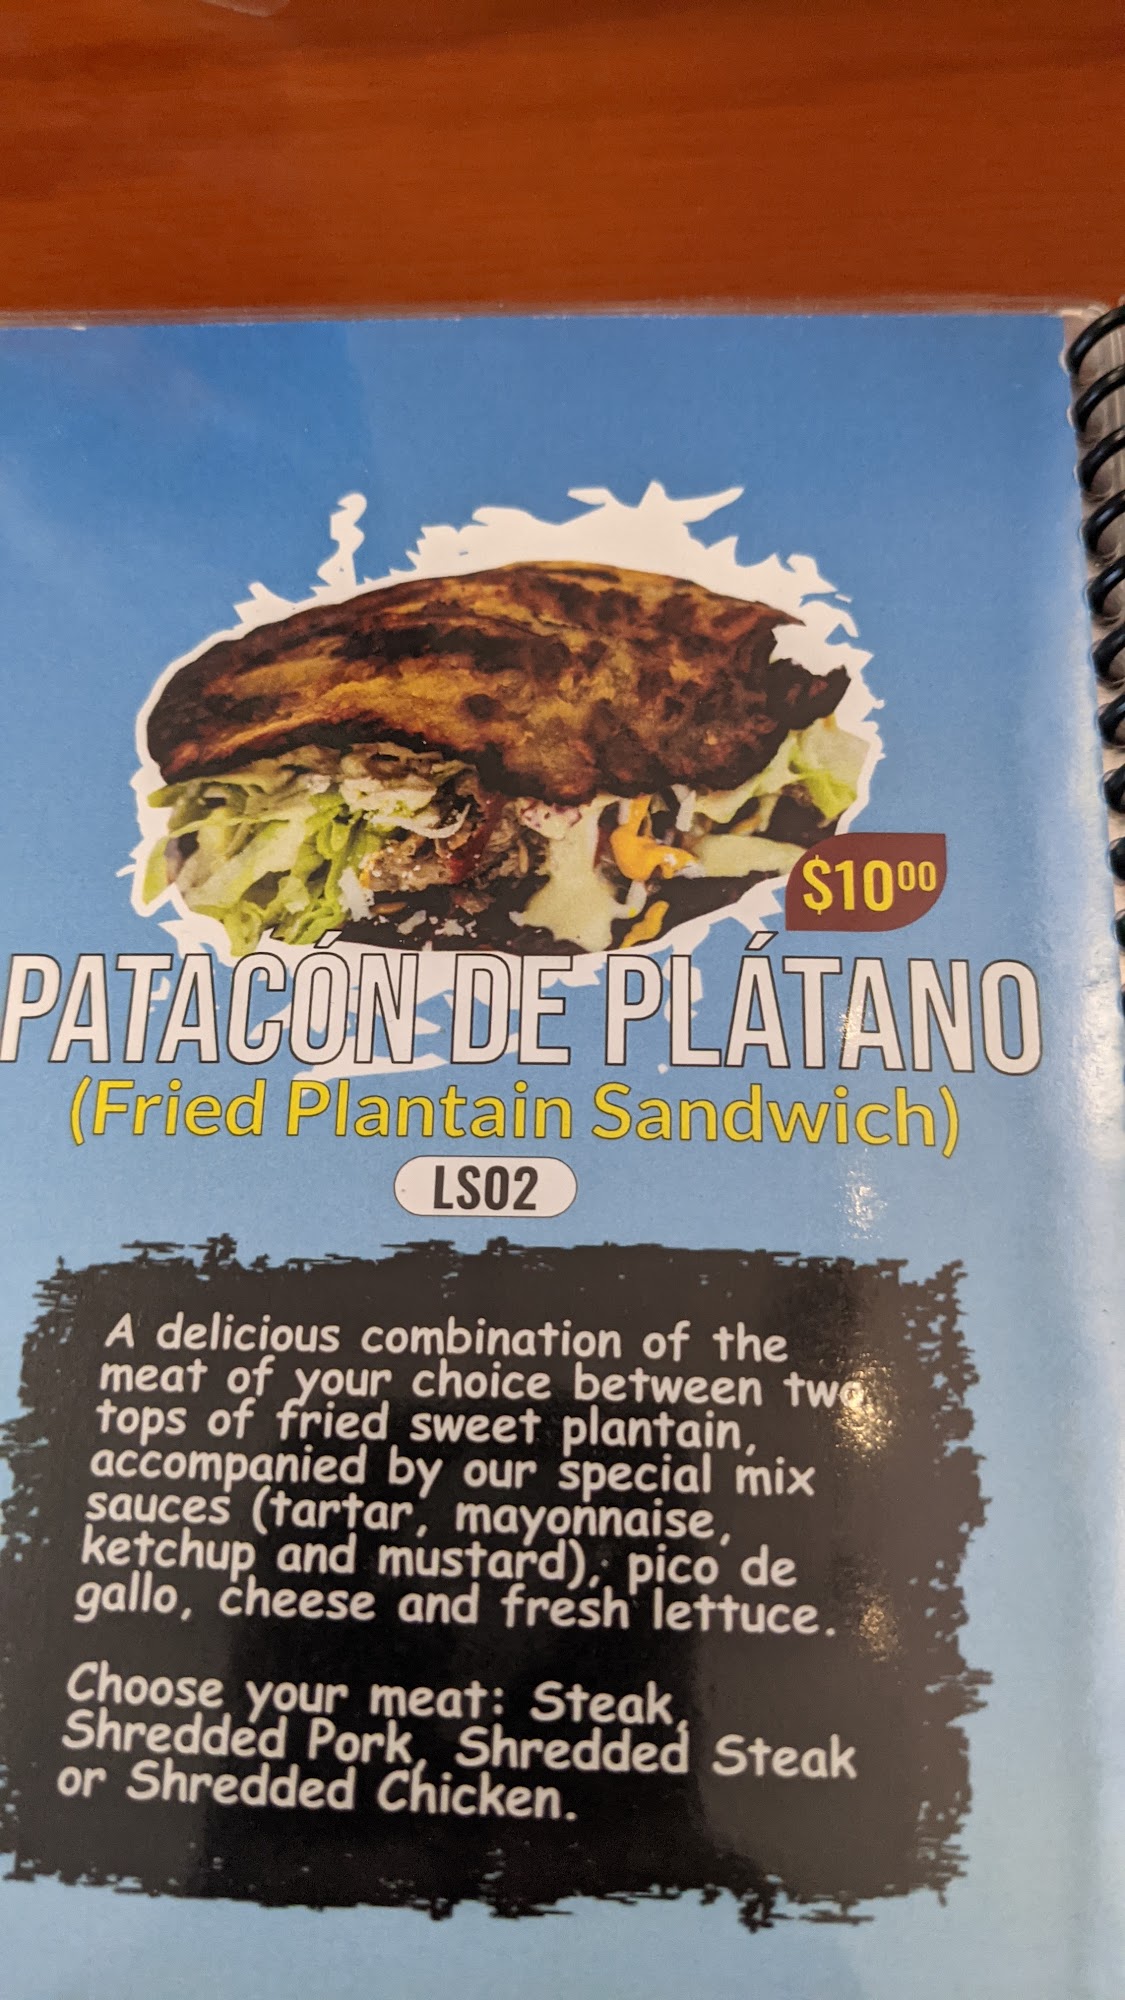 $10⁰⁰
PATACÓN DE PLÁTANO
(Fried Plantain Sandwich)
LS02
A delicious combination of the
meat of your choice between two
tops of fried sweet plantain,
accompanied by our special mix
sauces (tartar, mayonnaise,
ketchup and mustard), pico de
gallo, cheese and fresh lettuce.
Choose your meat: Steak,
Shredded Pork, Shredded Steak
or Shredded Chicken.